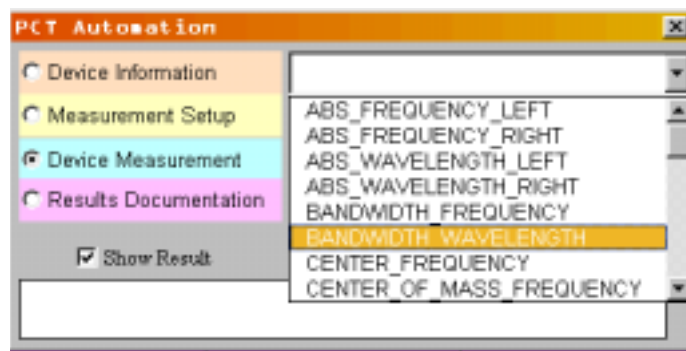 PCT Automation
Device Information
Measurement Setup
Device Measurement
Results Documentation
Show Result
ABS_FREQUENCY_LEFT
ABS_FREQUENCY_RIGHT
ABS_WAVELENGTH_LEFT
ABS_WAVELENGTH_RIGHT
BANDWIDTH_FREQUENCY
BANDWIDTH_WAVELENGTH
CENTER_FREQUENCY
CENTER_OF_MASS_FREQUENCY